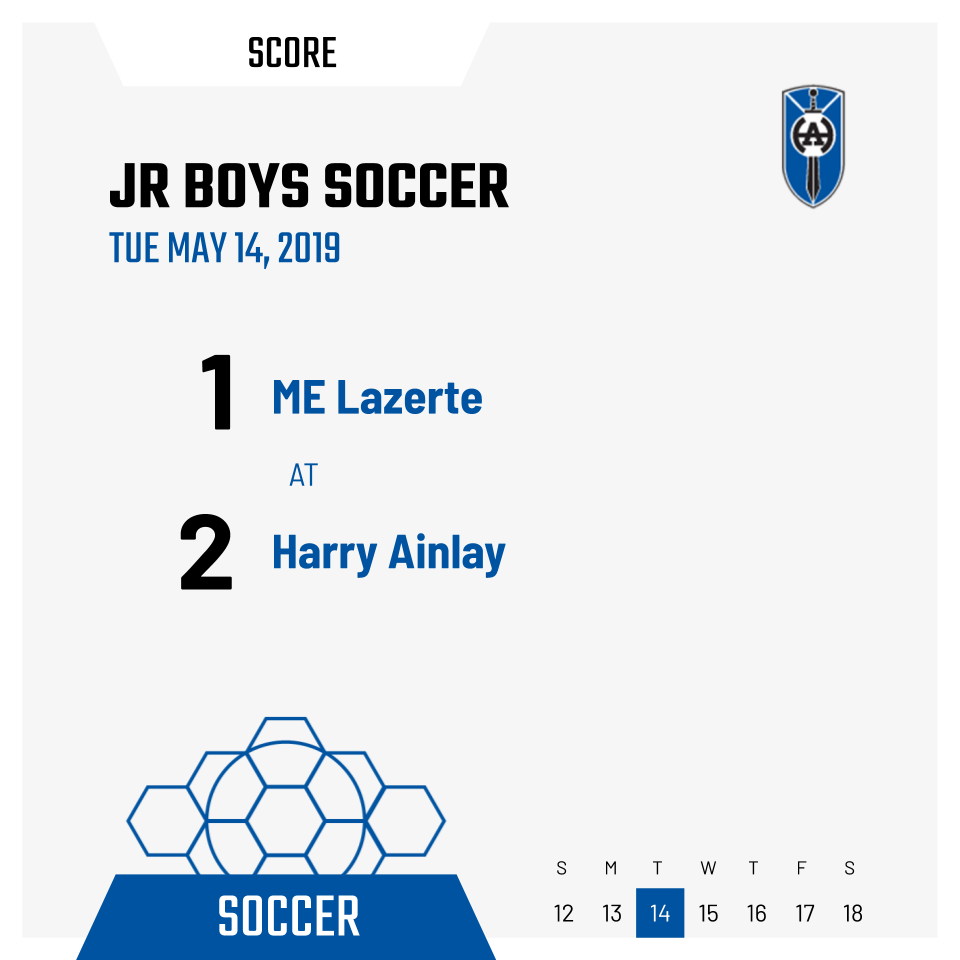 SCORE
JR BOYS SOCCER
TUE MAY 14, 2019
1 ME Lazerte
AT
2 Harry Ainlay
SOCCER
S M T W T F S
12 13 14 15 16 17 18